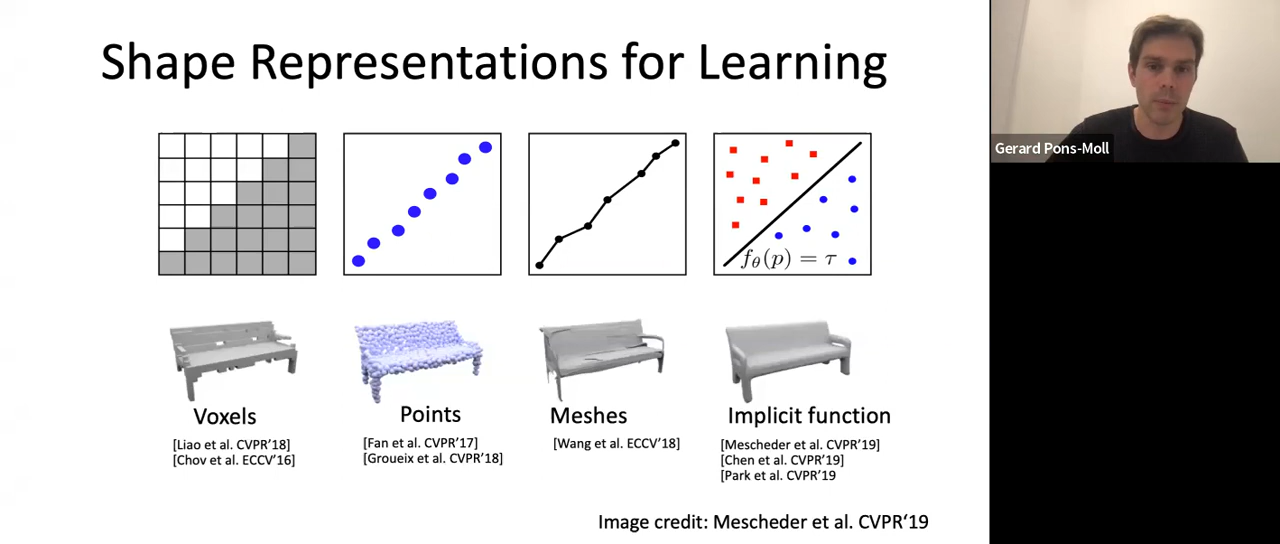 Shape Representations for Learning
Gerard Pons-Moll
f_θ(p) = τ
Voxels
[Liao et al. CVPR’18]
[Chov et al. ECCV’16]
Points
[Fan et al. CVPR’17]
[Groueix et al. CVPR’18]
Meshes
[Wang et al. ECCV’18]
Implicit function
[Mescheder et al. CVPR’19]
[Chen et al. CVPR’19]
[Park et al. CVPR’19
Image credit: Mescheder et al. CVPR‘19